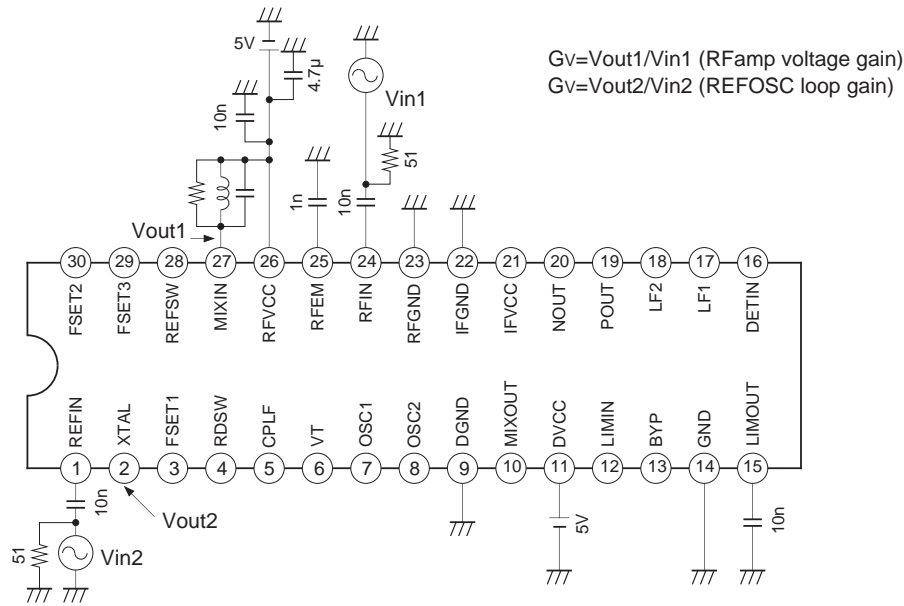 5V
4.7μ
10n
Vin1
51
1n
10n
Vout1
Gv=Vout1/Vin1 (RFamp voltage gain)
Gv=Vout2/Vin2 (REFOSC loop gain)
30 29 28 27 26 25 24 23 22 21 20 19 18 17 16
FSET2 FSET3 REFSW MIXIN RFVCC RFEM RFIN RFGND IFGND IFVCC NOUT POUT LF2 LF1 DETIN
REFIN XTAL FSET1 RDSW CPLF VT OSC1 OSC2 DGND MIXOUT DVCC LIMIN BYP GND LIMOUT
1 2 3 4 5 6 7 8 9 10 11 12 13 14 15
10n
Vout2
51
Vin2
5V
10n